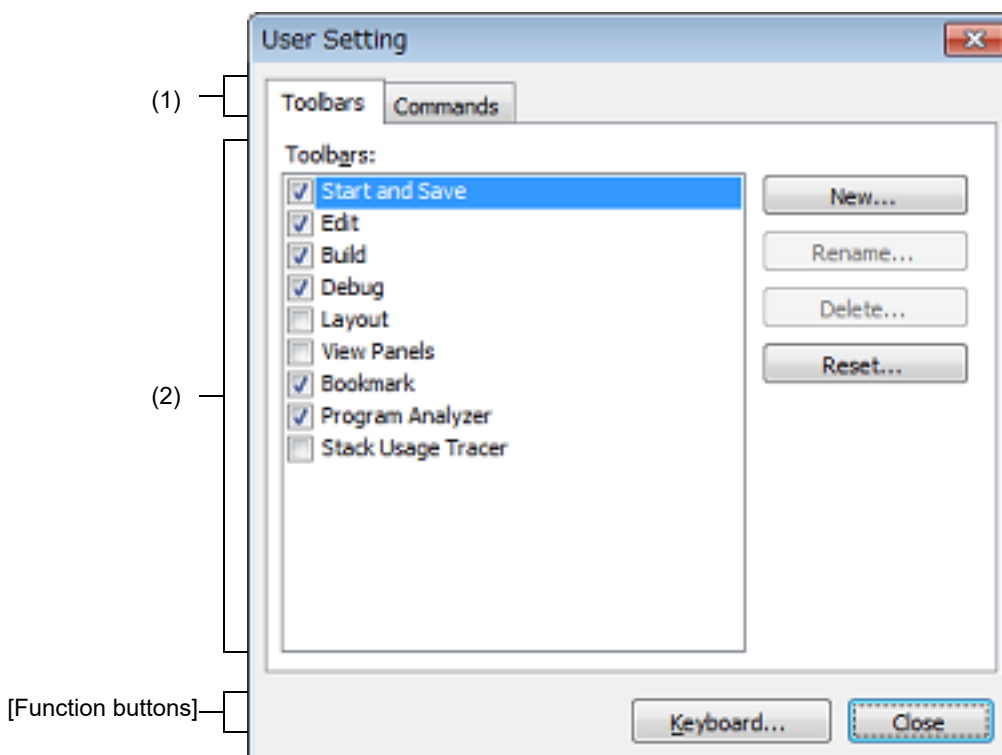 User Setting
(1)
Toolbars
Commands
Toolbars:
Start and Save
Edit
Build
Debug
Layout
View Panels
Bookmark
Program Analyzer
Stack Usage Tracer
New...
Rename...
Delete...
Reset...
(2)
[Function buttons]
Keyboard...
Close